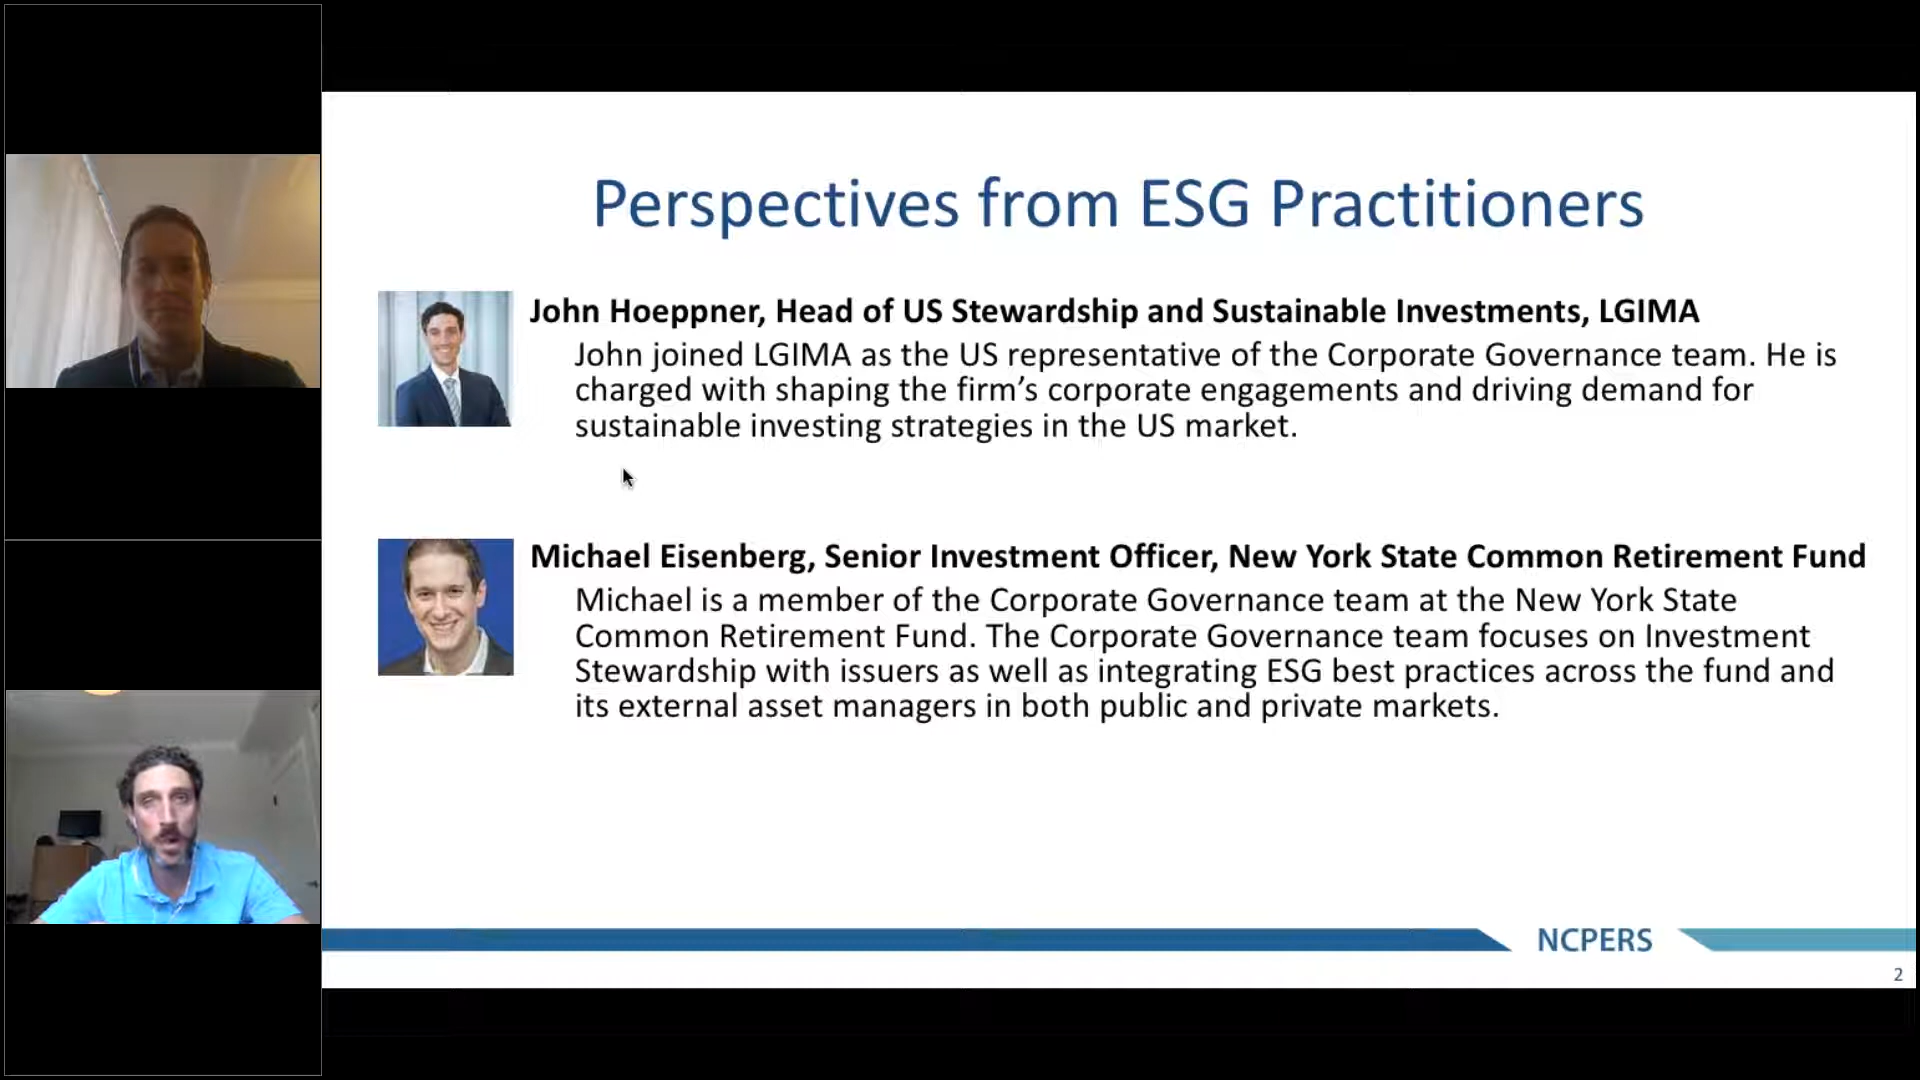 Perspectives from ESG Practitioners
John Hoeppner, Head of US Stewardship and Sustainable Investments, LGIMA
John joined LGIMA as the US representative of the Corporate Governance team. He is
charged with shaping the firm’s corporate engagements and driving demand for
sustainable investing strategies in the US market.
Michael Eisenberg, Senior Investment Officer, New York State Common Retirement Fund
Michael is a member of the Corporate Governance team at the New York State
Common Retirement Fund. The Corporate Governance team focuses on Investment
Stewardship with issuers as well as integrating ESG best practices across the fund and
its external asset managers in both public and private markets.
NCPERS
2